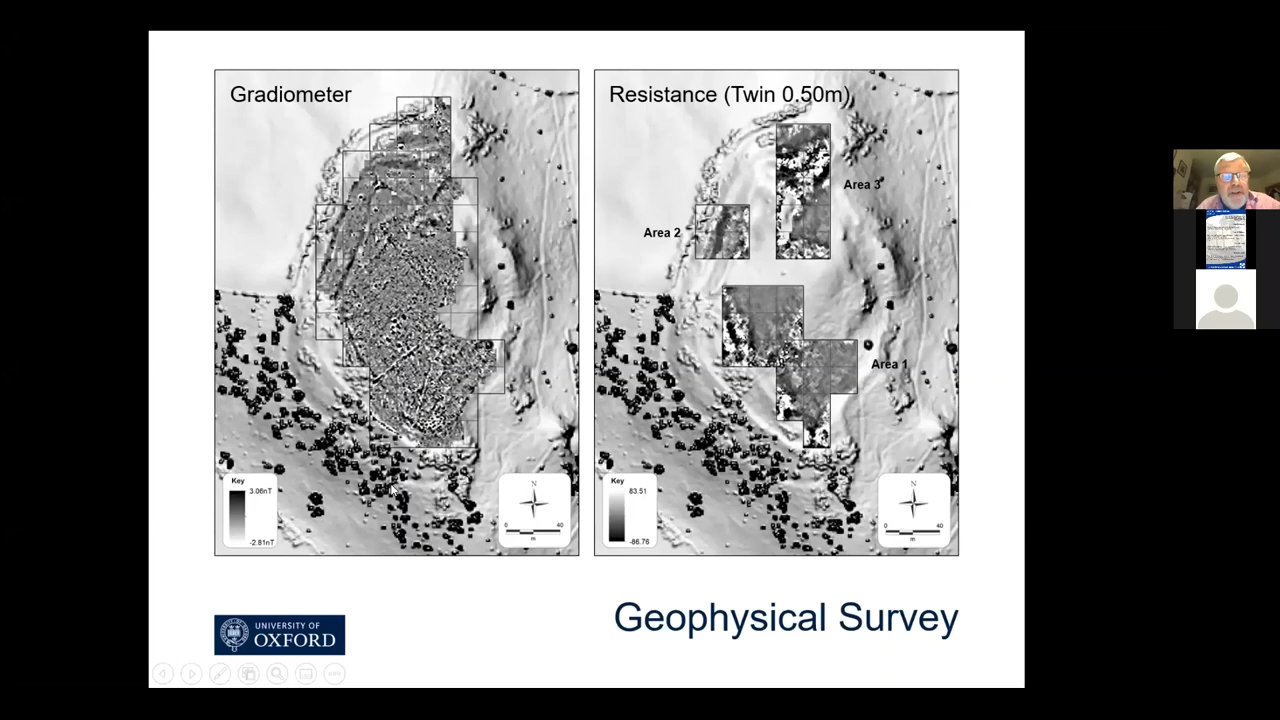 Gradiometer
Key
3.06nT
-2.81nT
N
0 40
m
Resistance (Twin 0.50m)
Area 3
Area 2
Area 1
Key
83.51
-86.76
N
0 40
m
Geophysical Survey
UNIVERSITY OF
OXFORD